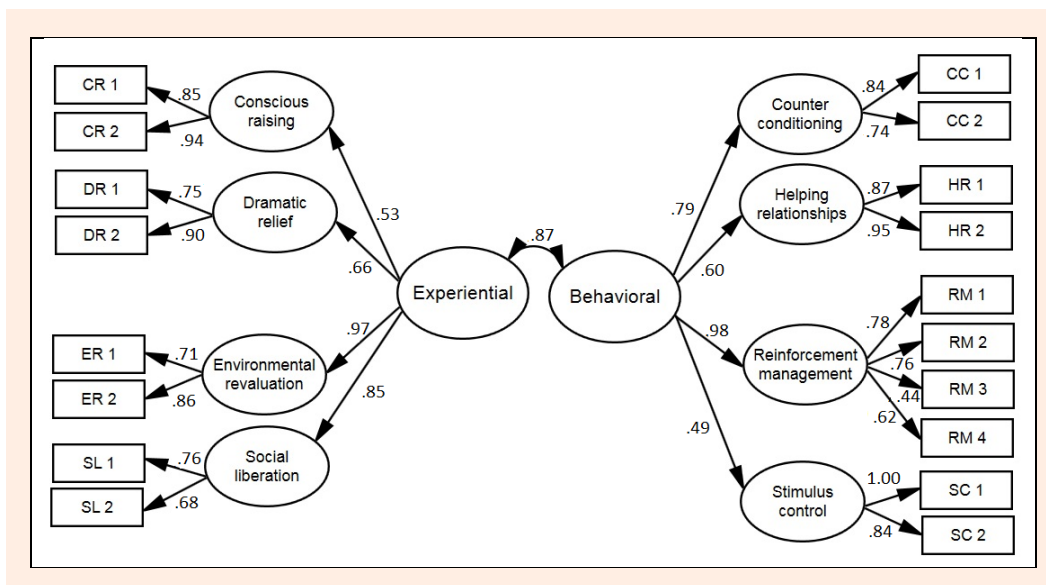 CR 1
.85
CR 2
.94
Conscious
raising
DR 1
.75
DR 2
.90
Dramatic
relief
.53
.66
ER 1
.71
ER 2
.86
Environmental
revaluation
.97
SL 1
.76
SL 2
.68
Social
liberation
.85
Experiential
.87
Behavioral
.79
Counter
conditioning
.84
CC 1
.74
CC 2
.60
Helping
relationships
.87
HR 1
.95
HR 2
.98
Reinforcement
management
.78
RM 1
.76
RM 2
.44
RM 3
.62
RM 4
.49
Stimulus
control
1.00
SC 1
.84
SC 2